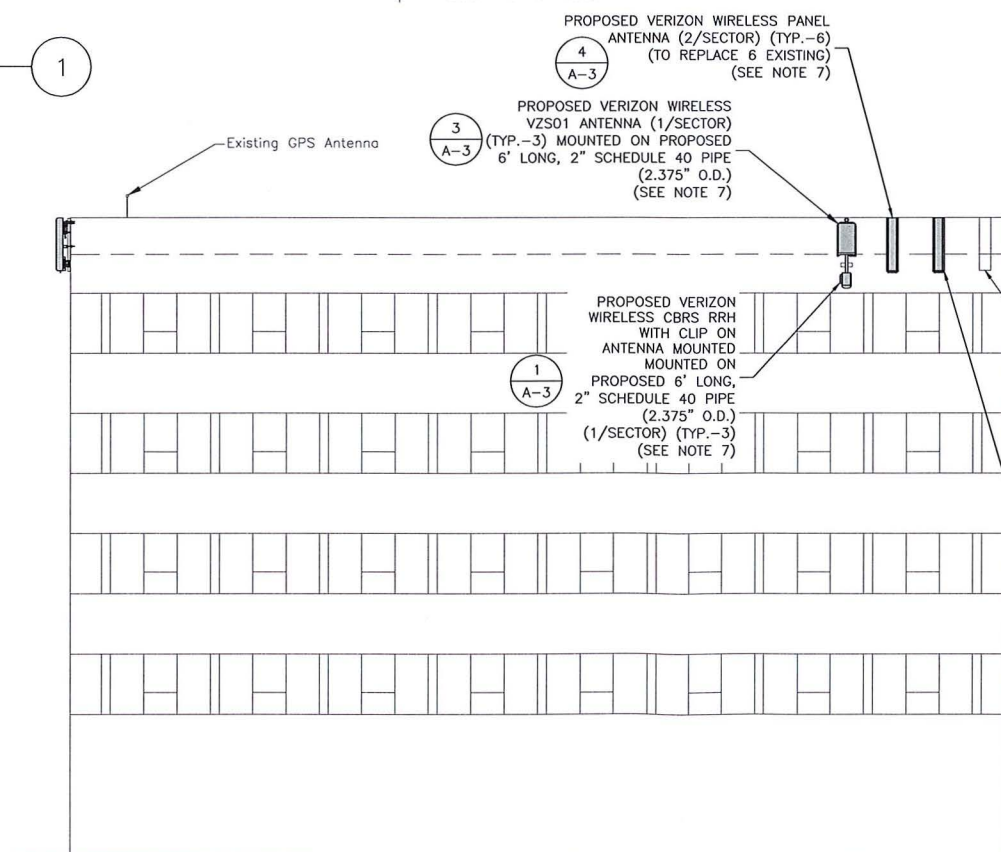 PROPOSED VERIZON WIRELESS PANEL
ANTENNA (2/SECTOR) (TYP.-6)
(TO REPLACE 6 EXISTING)
(SEE NOTE 7)
4
A-3
1
PROPOSED VERIZON WIRELESS
VZS01 ANTENNA (1/SECTOR)
(TYP.-3) MOUNTED ON PROPOSED
6' LONG, 2" SCHEDULE 40 PIPE
(2.375" O.D.)
(SEE NOTE 7)
3
A-3
Existing GPS Antenna
PROPOSED VERIZON
WIRELESS CBRS RRH
WITH CLIP ON
ANTENNA MOUNTED
MOUNTED ON
PROPOSED 6' LONG,
2" SCHEDULE 40 PIPE
(2.375" O.D.)
(1/SECTOR) (TYP.-3)
(SEE NOTE 7)
1
A-3